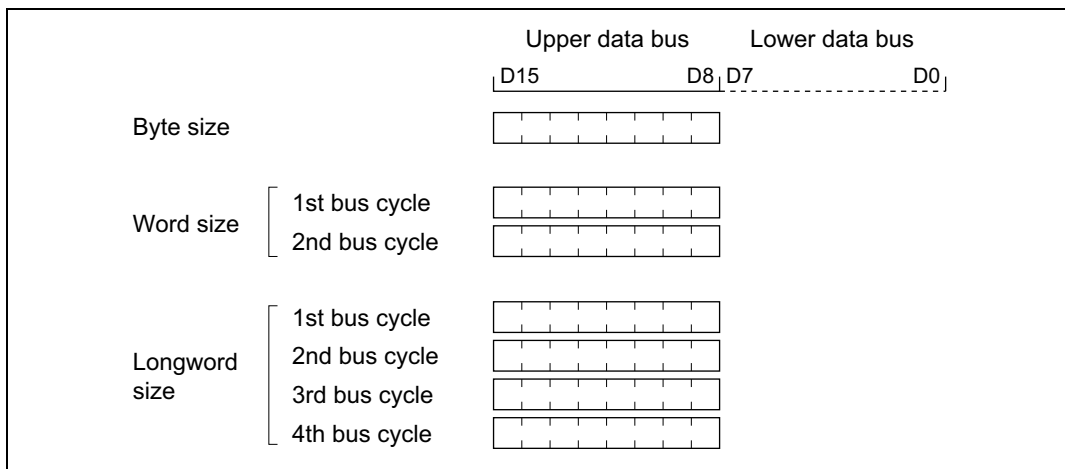 Upper data bus Lower data bus
D15 D8 D7 D0
Byte size
Word size
1st bus cycle
2nd bus cycle
Longword
size
1st bus cycle
2nd bus cycle
3rd bus cycle
4th bus cycle